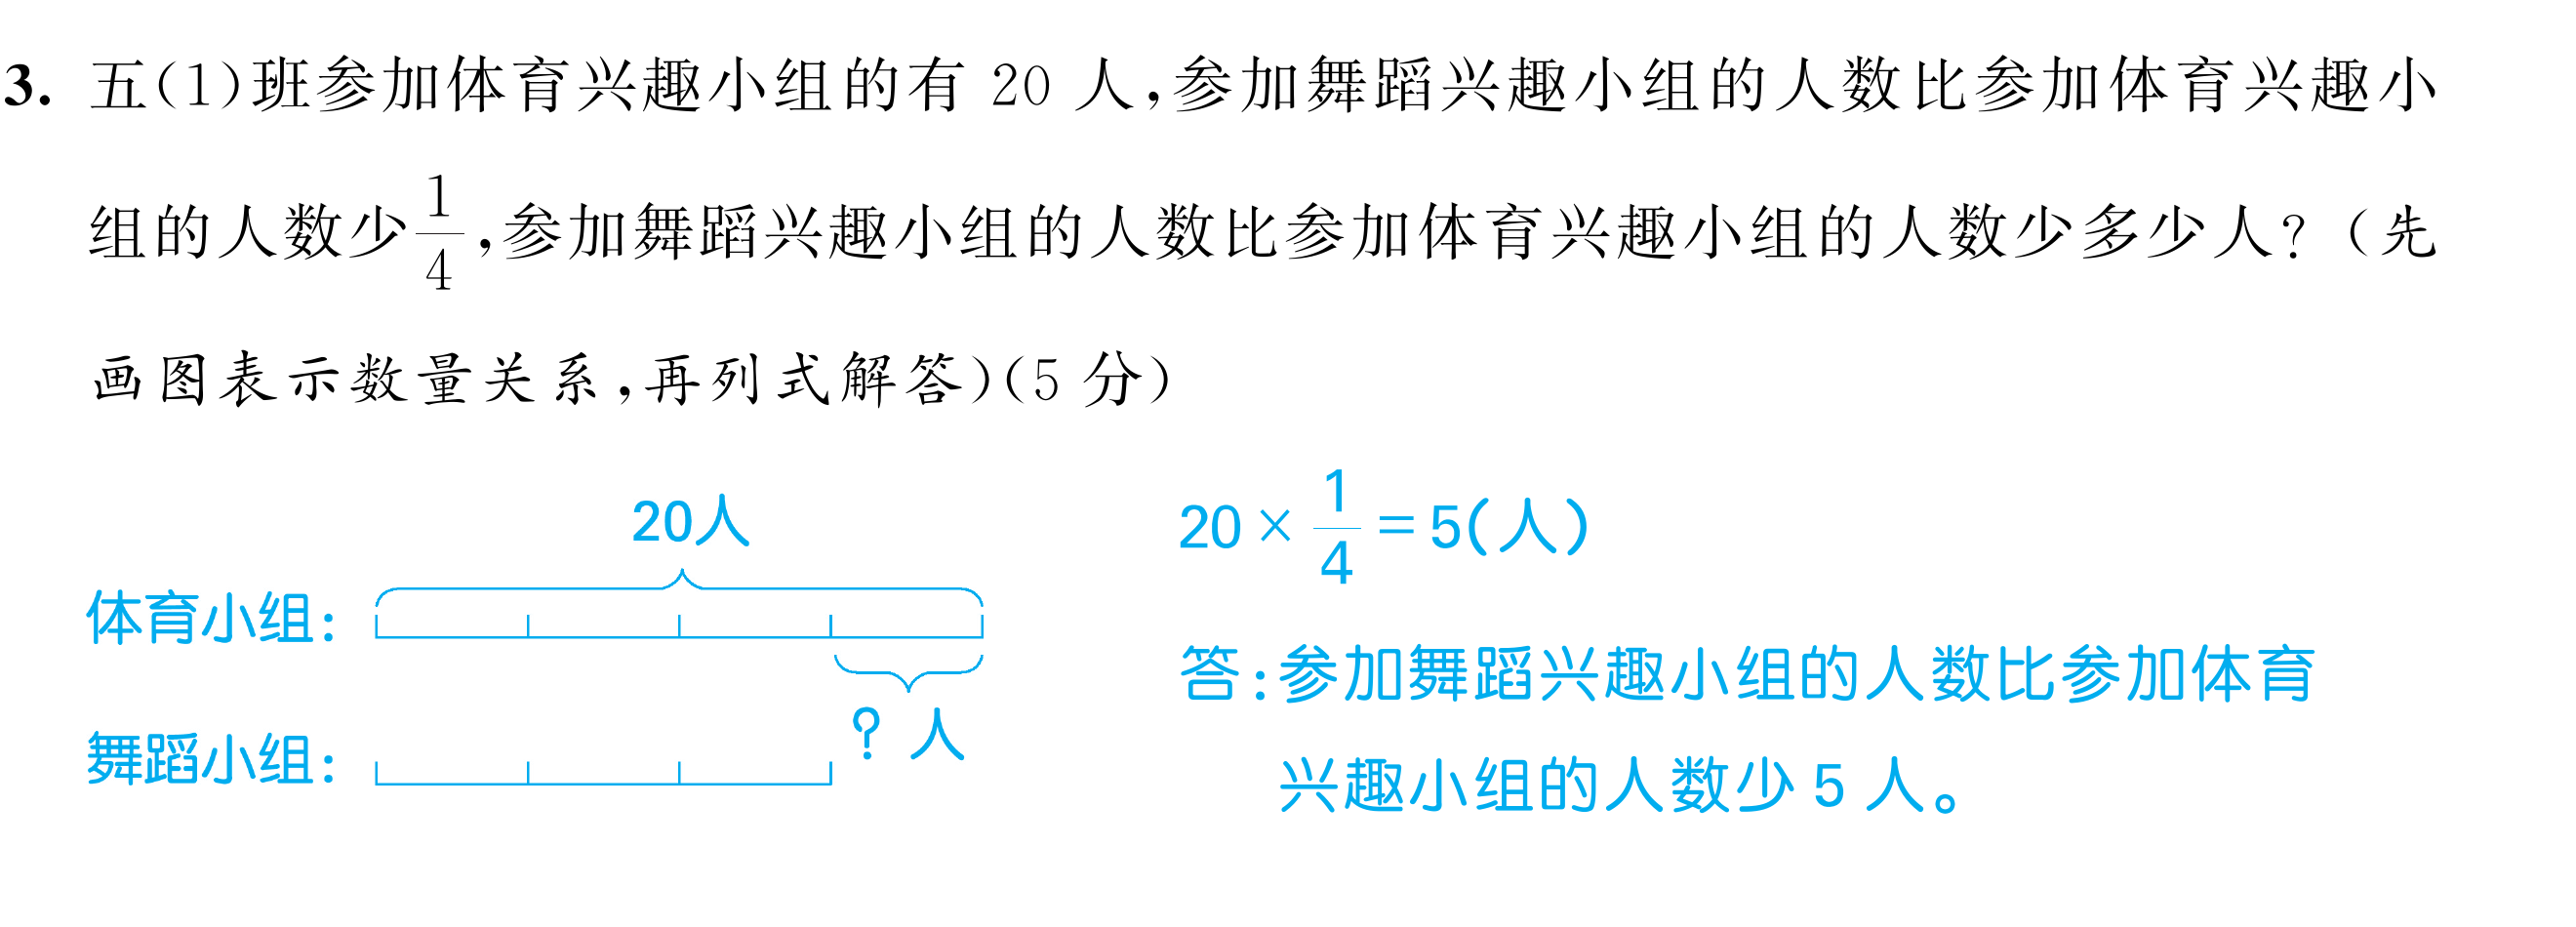 3. 五(1)班参加体育兴趣小组的有 20 人,参加舞蹈兴趣小组的人数比参加体育兴趣小
组的人数少1/4,参加舞蹈兴趣小组的人数比参加体育兴趣小组的人数少多少人?(先
画图表示数量关系,再列式解答)(5 分)
20人
体育小组:
? 人
舞蹈小组:
20 × 1/4 = 5(人)
答:参加舞蹈兴趣小组的人数比参加体育
兴趣小组的人数少 5 人。